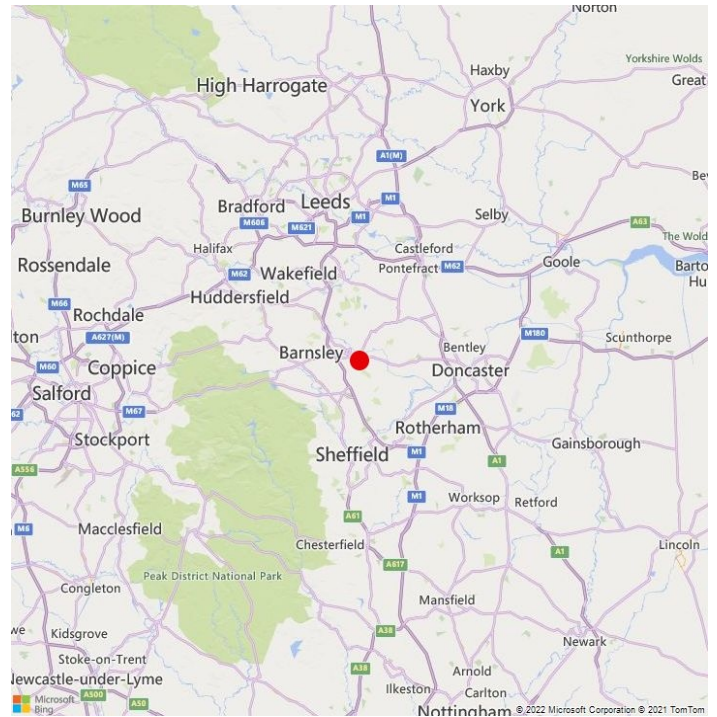 Norton
Yorkshire Wolds
Haxby
High Harrogate
Great
York
A1(M)
M65
M1
Bradford
Leeds
Burnley Wood
M606
M1
Selby
M621
A63
Halifax
Castleford
The Wold
Rossendale
M62
Wakefield
Pontefract
M62
Goole
Barto
Hu
Huddersfield
M66
Rochdale
M180
Scunthorpe
lton
A627(M)
Barnsley
Bentley
M60
Coppice
Doncaster
Salford
M62
M67
M18
Rotherham
Stockport
Gainsborough
Sheffield
M1
A1
A556
M1
Worksop
Retford
A61
M6
Macclesfield
Chesterfield
A1
Lincoln
A617
Peak District National Park
Congleton
Mansfield
we
Kidsgrove
A38
Newark
Stoke-on-Trent
A38
Arnold
Newcastle-under-Lyme
Ilkeston
Carlton
A500
A50
Nottingham
Microsoft
Bing
© 2022 Microsoft Corporation © 2021 TomTom